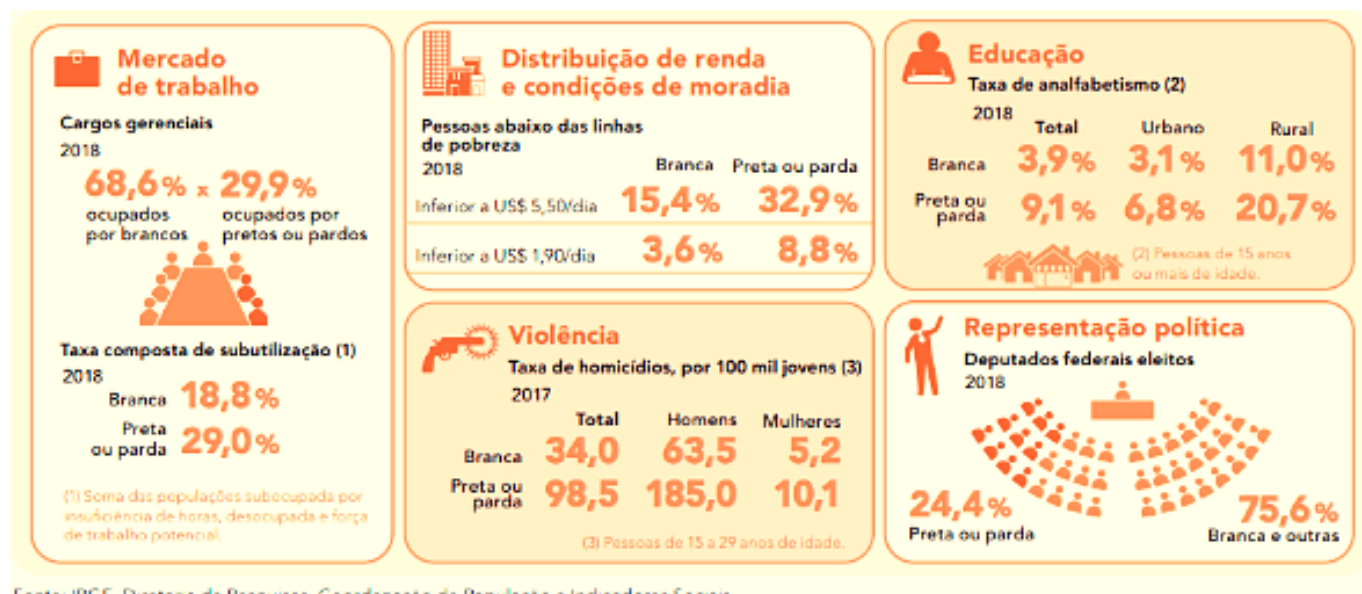 Mercado
de trabalho
Cargos gerenciais
2018
68,6% x 29,9%
ocupados por brancos
ocupados por pretos ou pardos
Taxa composta de subutilização (1)
2018
Branca 18,8%
Preta ou parda 29,0%
(1) Soma das populações subocupada por
insuficiência de horas, desocupada e força
de trabalho potencial.
Distribuição de renda
e condições de moradia
Pessoas abaixo das linhas
de pobreza
2018
Branca Preta ou parda
Inferior a US$ 5,50/dia 15,4% 32,9%
Inferior a US$ 1,90/dia 3,6% 8,8%
Violência
Taxa de homicídios, por 100 mil jovens (3)
2017
Total Homens Mulheres
Branca 34,0 63,5 5,2
Preta ou parda 98,5 185,0 10,1
(3) Pessoas de 15 a 29 anos de idade.
Educação
Taxa de analfabetismo (2)
2018
Total Urbano Rural
Branca 3,9% 3,1% 11,0%
Preta ou parda 9,1% 6,8% 20,7%
(2) Pessoas de 15 anos
ou mais de idade.
Representação política
Deputados federais eleitos
2018
24,4%
Preta ou parda
75,6%
Branca e outras